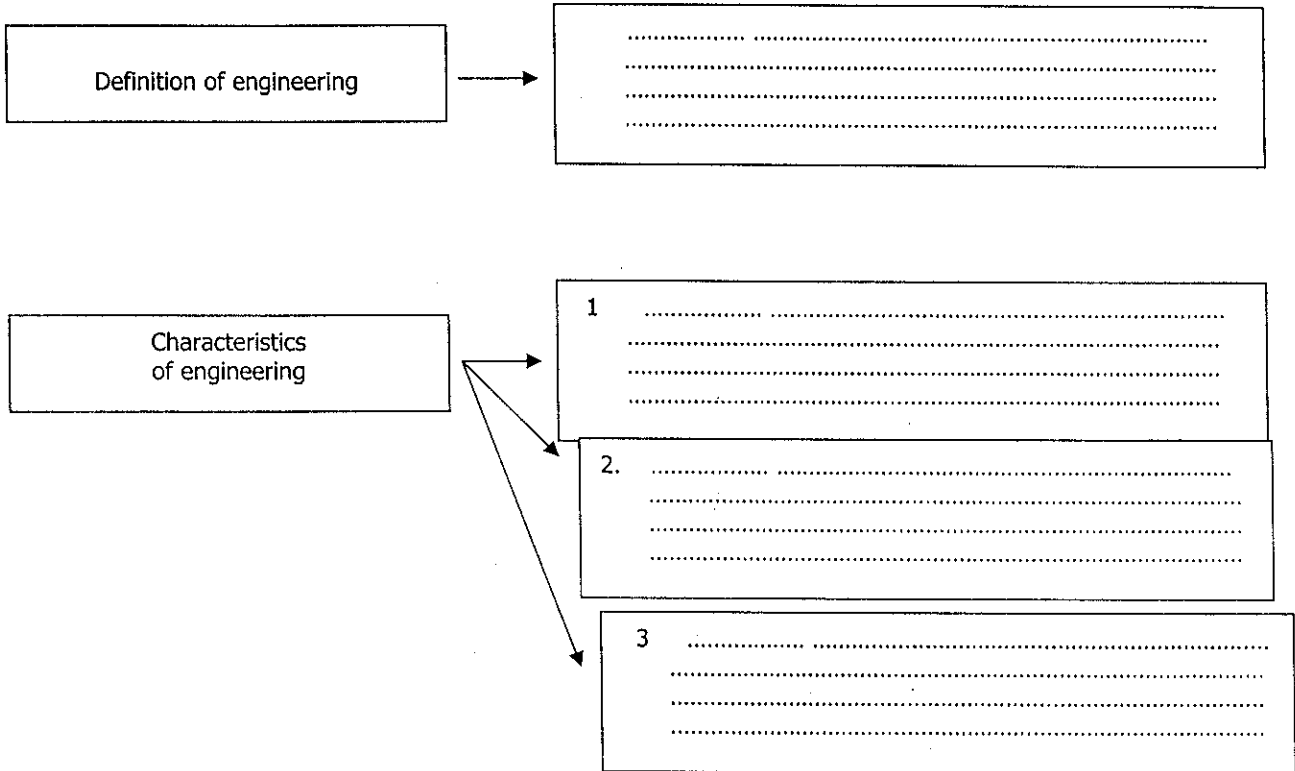 Definition of engineering
Characteristics
of engineering
1
2.
3